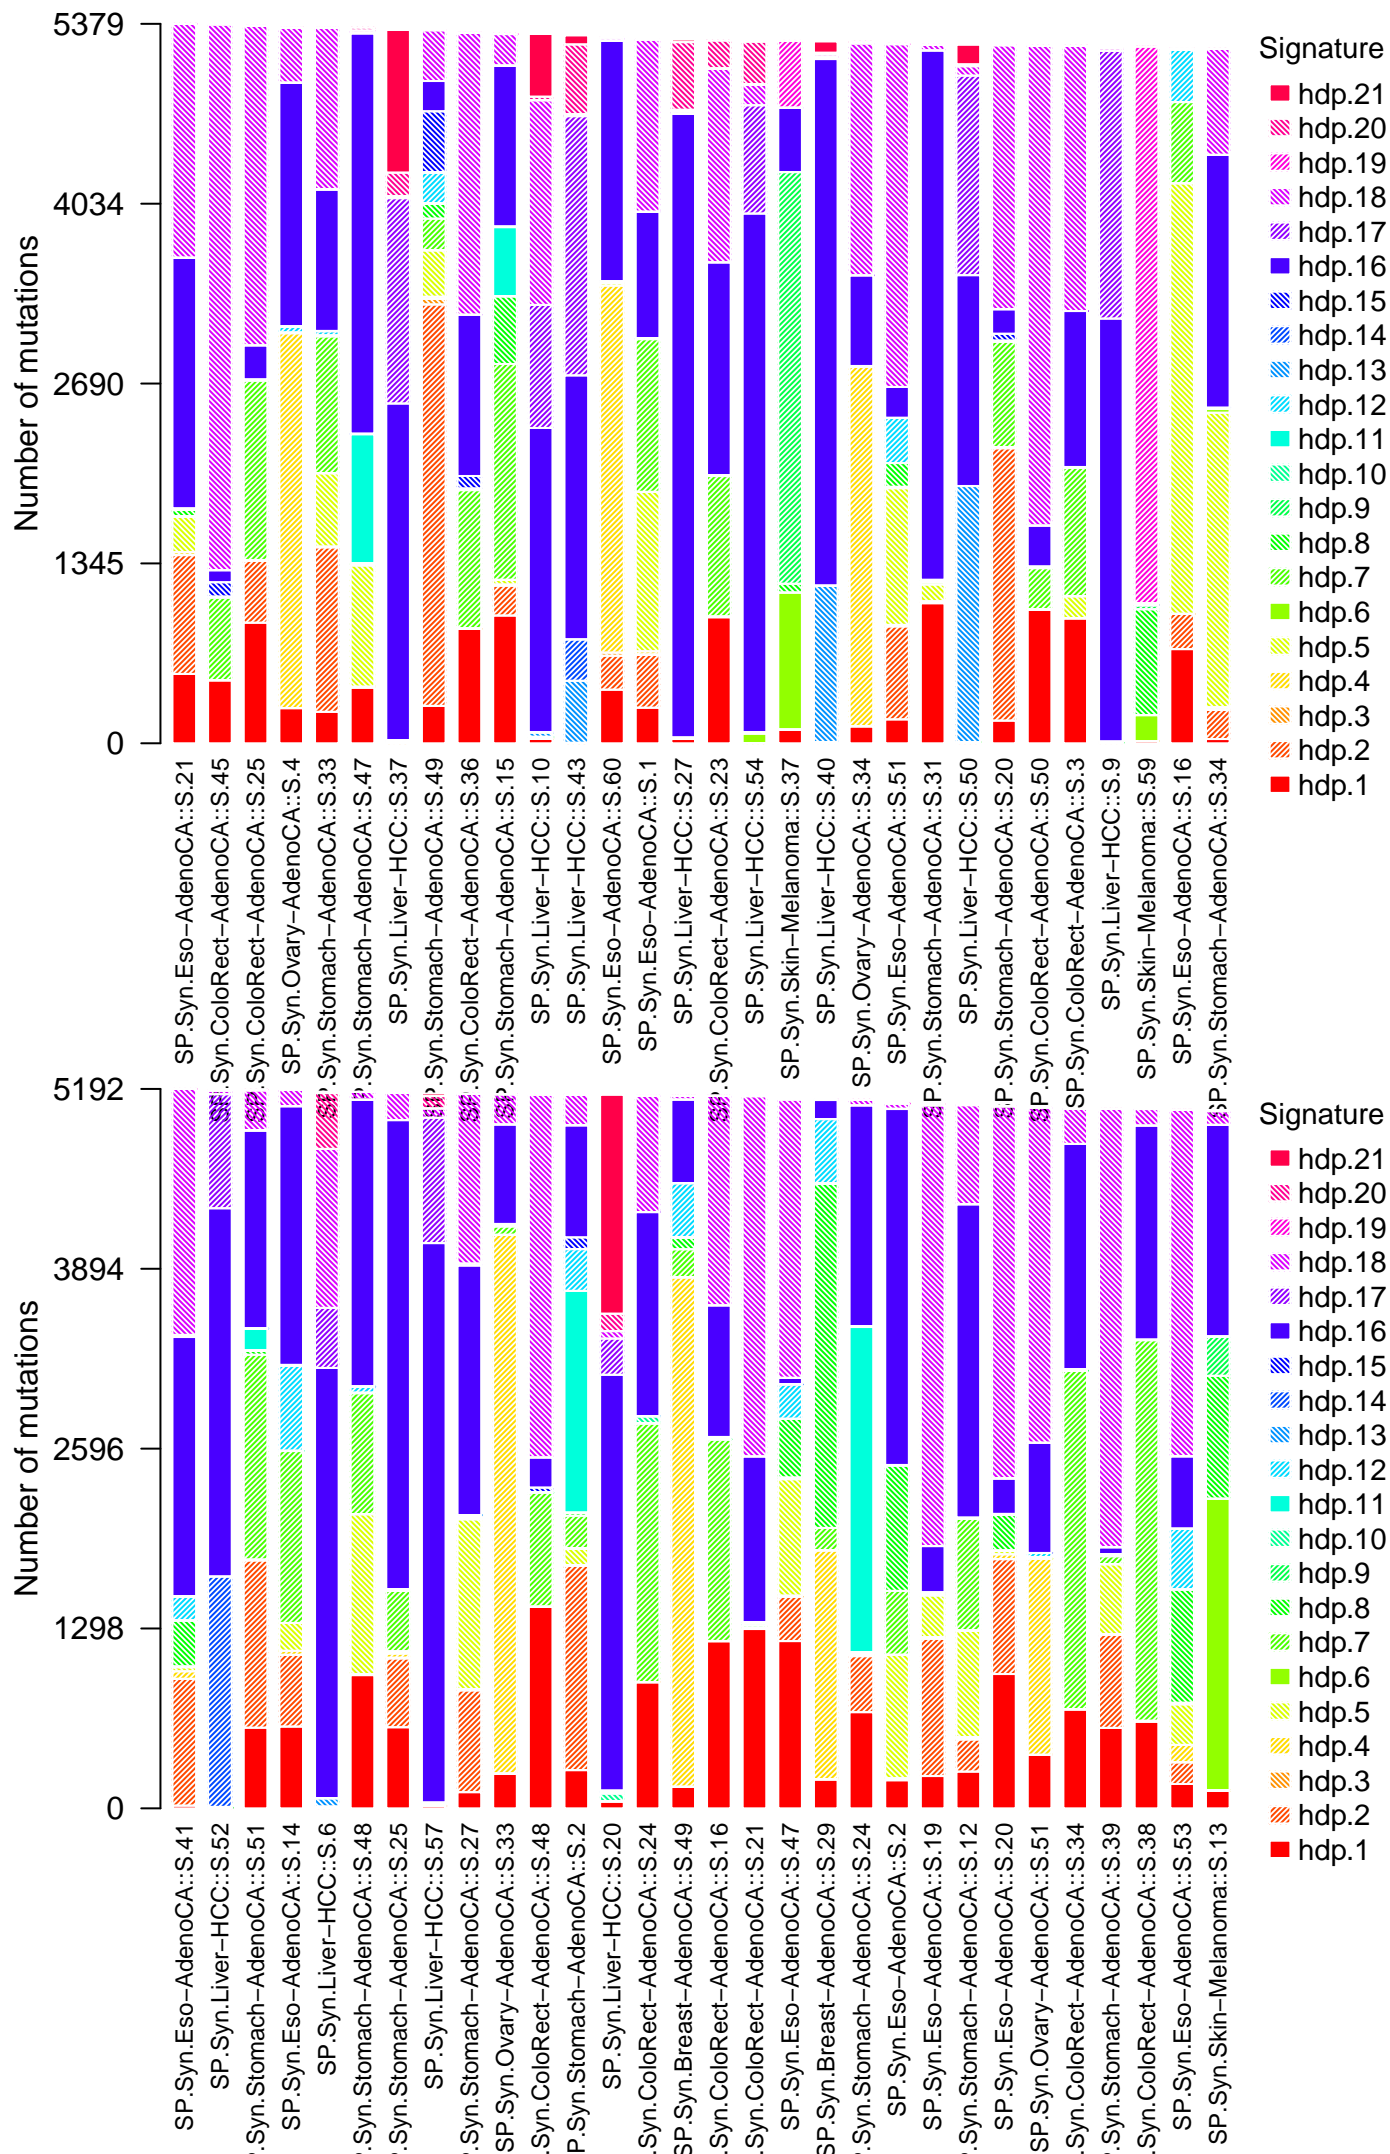 Number of mutations
5379
4034
2690
1345
0
SP.Syn.Eso−AdenoCA::S.21
SP.Syn.ColoRect−AdenoCA::S.45
SP.Syn.ColoRect−AdenoCA::S.25
SP.Syn.Ovary−AdenoCA::S.4
SP.Syn.Stomach−AdenoCA::S.33
SP.Syn.Stomach−AdenoCA::S.47
SP.Syn.Liver−HCC::S.37
SP.Syn.Stomach−AdenoCA::S.49
SP.Syn.ColoRect−AdenoCA::S.36
SP.Syn.Stomach−AdenoCA::S.15
SP.Syn.Liver−HCC::S.10
SP.Syn.Liver−HCC::S.43
SP.Syn.Eso−AdenoCA::S.60
SP.Syn.Eso−AdenoCA::S.1
SP.Syn.Liver−HCC::S.27
SP.Syn.ColoRect−AdenoCA::S.23
SP.Syn.Liver−HCC::S.54
SP.Syn.Skin−Melanoma::S.37
SP.Syn.Liver−HCC::S.40
SP.Syn.Ovary−AdenoCA::S.34
SP.Syn.Eso−AdenoCA::S.51
SP.Syn.Stomach−AdenoCA::S.31
SP.Syn.Liver−HCC::S.50
SP.Syn.Stomach−AdenoCA::S.20
SP.Syn.ColoRect−AdenoCA::S.50
SP.Syn.ColoRect−AdenoCA::S.3
SP.Syn.Liver−HCC::S.9
SP.Syn.Skin−Melanoma::S.59
SP.Syn.Eso−AdenoCA::S.16
SP.Syn.Stomach−AdenoCA::S.34
Signature
hdp.21
hdp.20
hdp.19
hdp.18
hdp.17
hdp.16
hdp.15
hdp.14
hdp.13
hdp.12
hdp.11
hdp.10
hdp.9
hdp.8
hdp.7
hdp.6
hdp.5
hdp.4
hdp.3
hdp.2
hdp.1
Number of mutations
5192
3894
2596
1298
0
SP.Syn.Eso−AdenoCA::S.41
SP.Syn.Liver−HCC::S.52
P.Syn.Stomach−AdenoCA::S.51
SP.Syn.Eso−AdenoCA::S.14
SP.Syn.Liver−HCC::S.6
P.Syn.Stomach−AdenoCA::S.48
P.Syn.Stomach−AdenoCA::S.25
SP.Syn.Liver−HCC::S.57
P.Syn.Stomach−AdenoCA::S.27
SP.Syn.Ovary−AdenoCA::S.33
.Syn.ColoRect−AdenoCA::S.48
P.Syn.Stomach−AdenoCA::S.2
SP.Syn.Liver−HCC::S.20
.Syn.ColoRect−AdenoCA::S.24
SP.Syn.Breast−AdenoCA::S.49
.Syn.ColoRect−AdenoCA::S.16
.Syn.ColoRect−AdenoCA::S.21
SP.Syn.Eso−AdenoCA::S.47
SP.Syn.Breast−AdenoCA::S.29
P.Syn.Stomach−AdenoCA::S.24
SP.Syn.Eso−AdenoCA::S.2
SP.Syn.Eso−AdenoCA::S.19
P.Syn.Stomach−AdenoCA::S.12
SP.Syn.Eso−AdenoCA::S.20
SP.Syn.Ovary−AdenoCA::S.51
.Syn.ColoRect−AdenoCA::S.34
P.Syn.Stomach−AdenoCA::S.39
.Syn.ColoRect−AdenoCA::S.38
SP.Syn.Eso−AdenoCA::S.53
SP.Syn.Skin−Melanoma::S.13
Signature
hdp.21
hdp.20
hdp.19
hdp.18
hdp.17
hdp.16
hdp.15
hdp.14
hdp.13
hdp.12
hdp.11
hdp.10
hdp.9
hdp.8
hdp.7
hdp.6
hdp.5
hdp.4
hdp.3
hdp.2
hdp.1